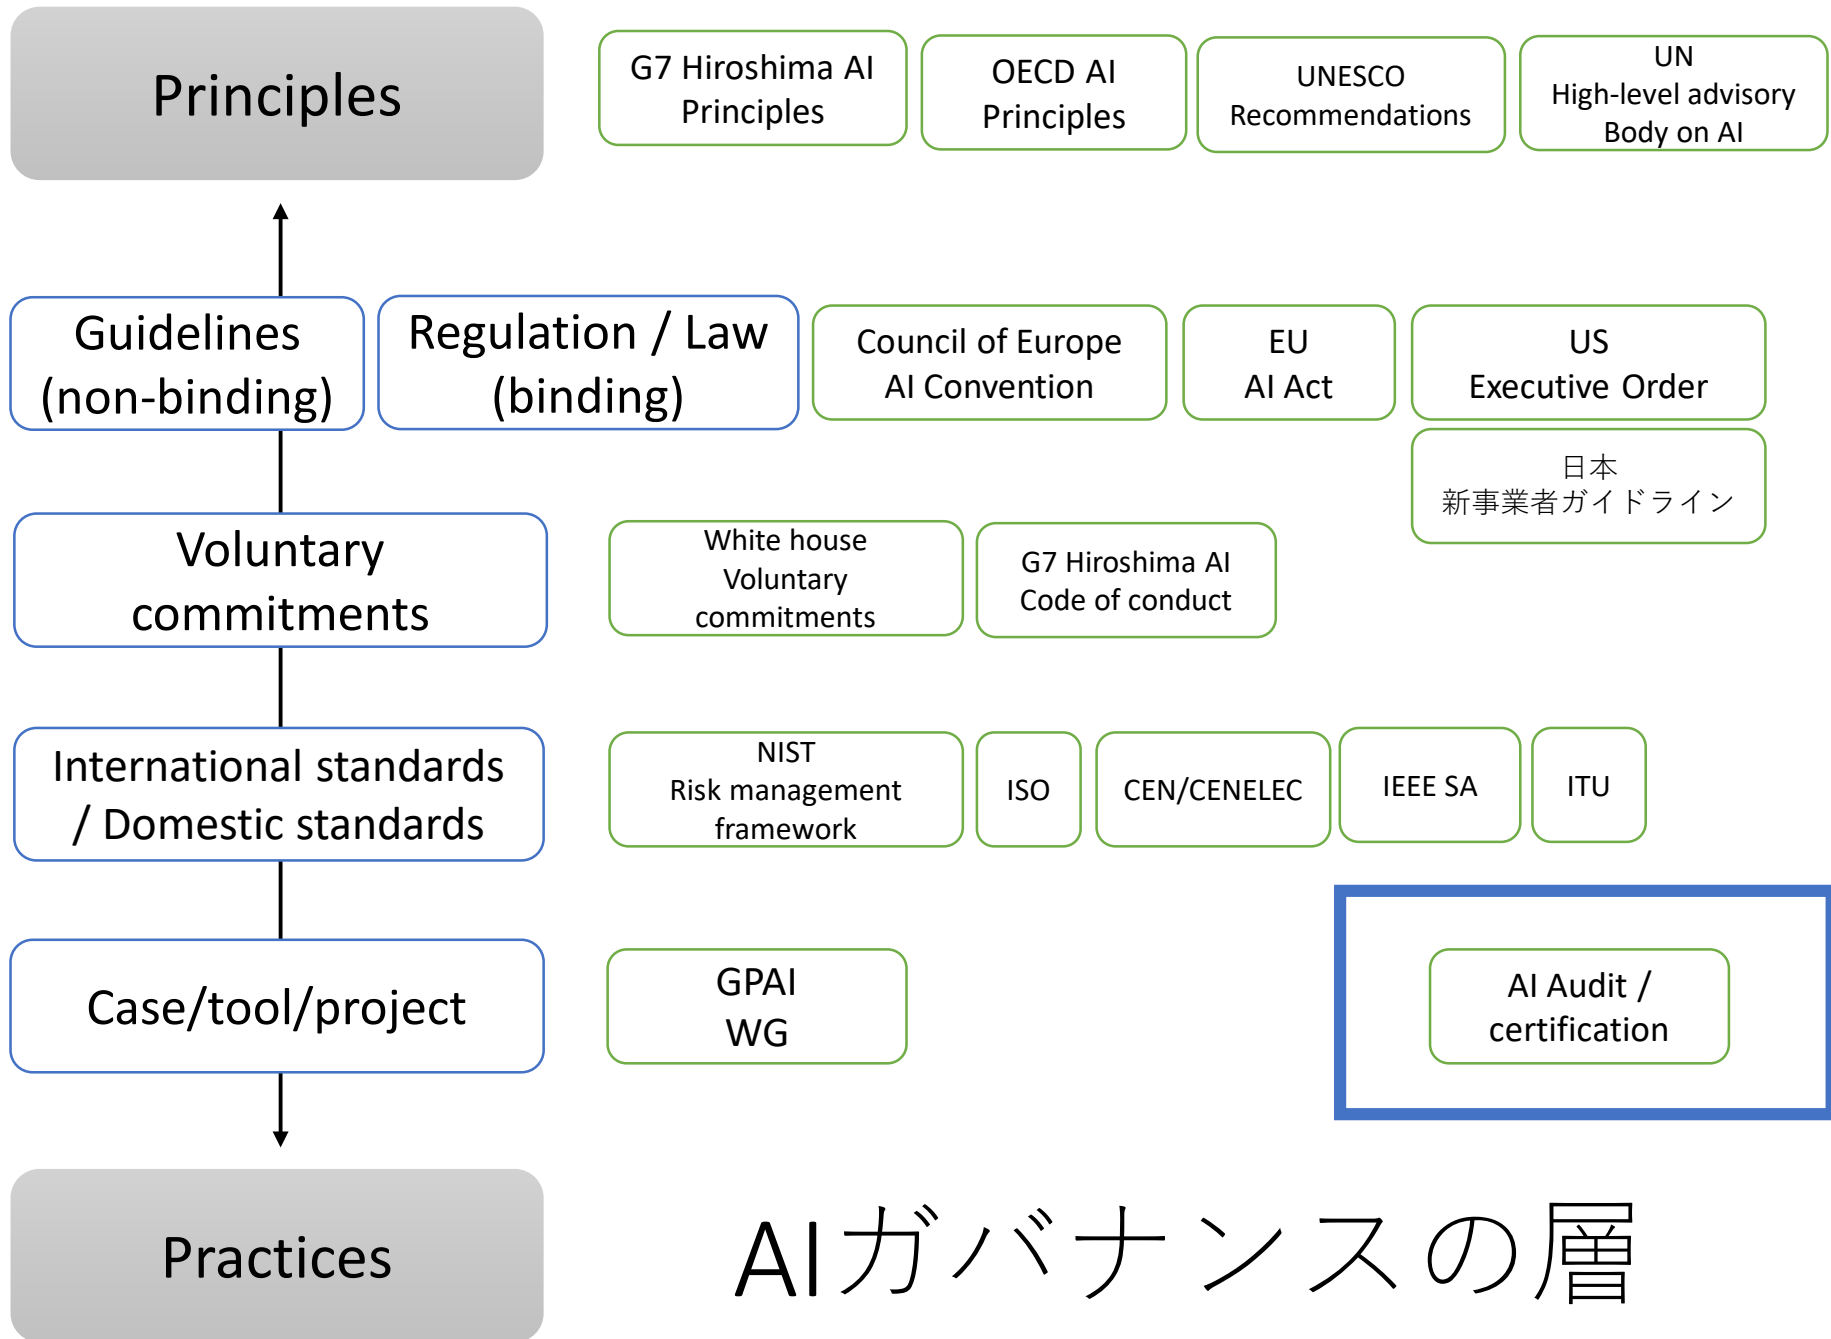 Principles
G7 Hiroshima AI
Principles
OECD AI
Principles
UNESCO
Recommendations
UN
High-level advisory
Body on AI
Guidelines
(non-binding)
Regulation / Law
(binding)
Council of Europe
AI Convention
EU
AI Act
US
Executive Order
日本
新事業者ガイドライン
Voluntary
commitments
White house
Voluntary
commitments
G7 Hiroshima AI
Code of conduct
International standards
/ Domestic standards
NIST
Risk management
framework
ISO
CEN/CENELEC
IEEE SA
ITU
Case/tool/project
GPAI
WG
AI Audit /
certification
Practices
AIガバナンスの層